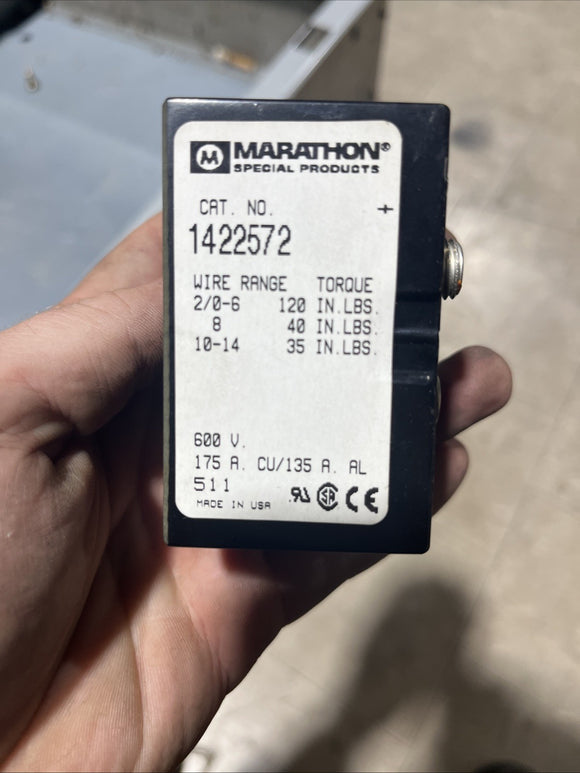 M MARATHON®
SPECIAL PRODUCTS
CAT. NO.
1422572
WIRE RANGE TORQUE
2/0-6 120 IN.LBS.
8 40 IN.LBS.
10-14 35 IN.LBS.
600 V.
175 A. CU/135 A. AL
511
MADE IN USA